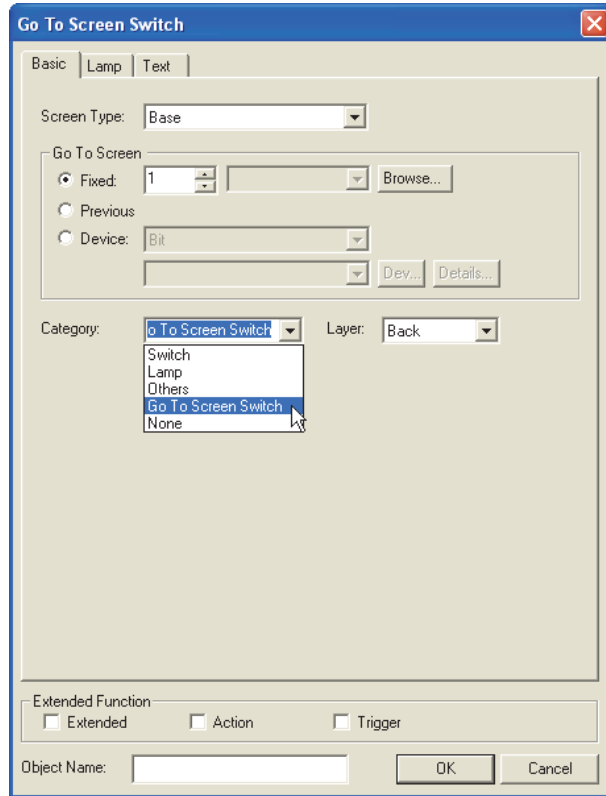 Go To Screen Switch
Basic Lamp Text
Screen Type: Base
Go To Screen
Fixed: 1 Browse...
Previous
Device: Bit
Dev... Details...
Category: o To Screen Switch Layer: Back
Switch
Lamp
Others
Go To Screen Switch
None
Extended Function
Extended Action Trigger
Object Name: OK Cancel